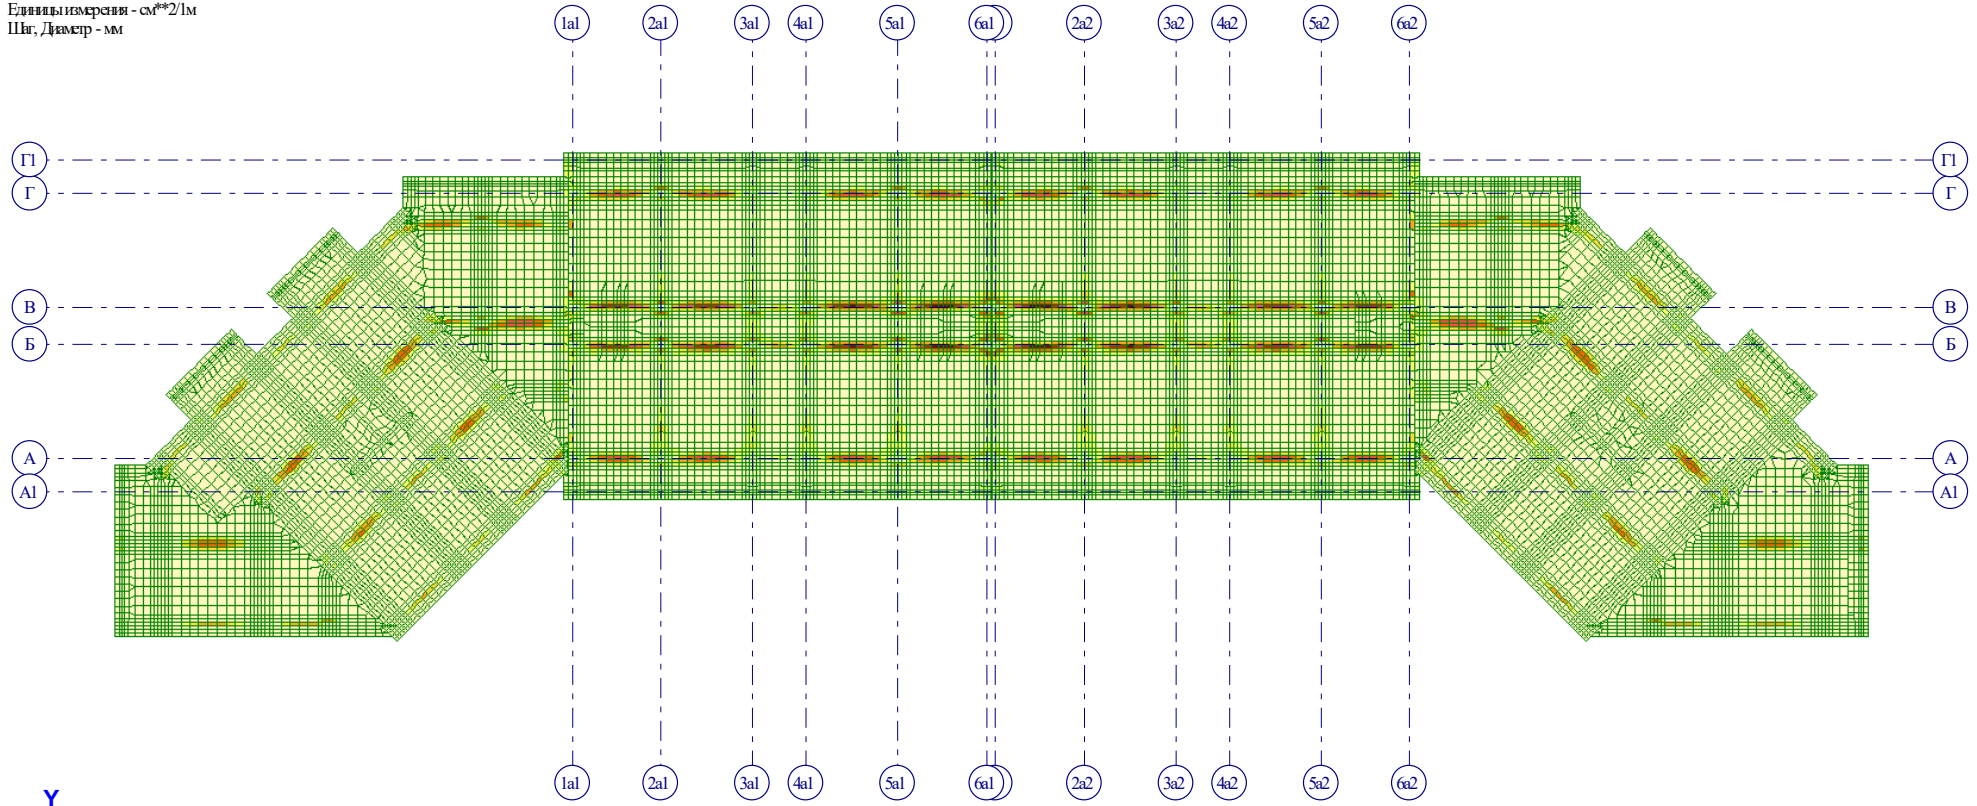 Единицы измерения - см**2/1м
Шаг, Диаметр - мм
1а1 2а1 3а1 4а1 5а1 6а1 2а2 3а2 4а2 5а2 6а2
Г1 Г1
Г Г
В В
Б Б
А А
А1 А1
1а1 2а1 3а1 4а1 5а1 6а1 2а2 3а2 4а2 5а2 6а2
Y